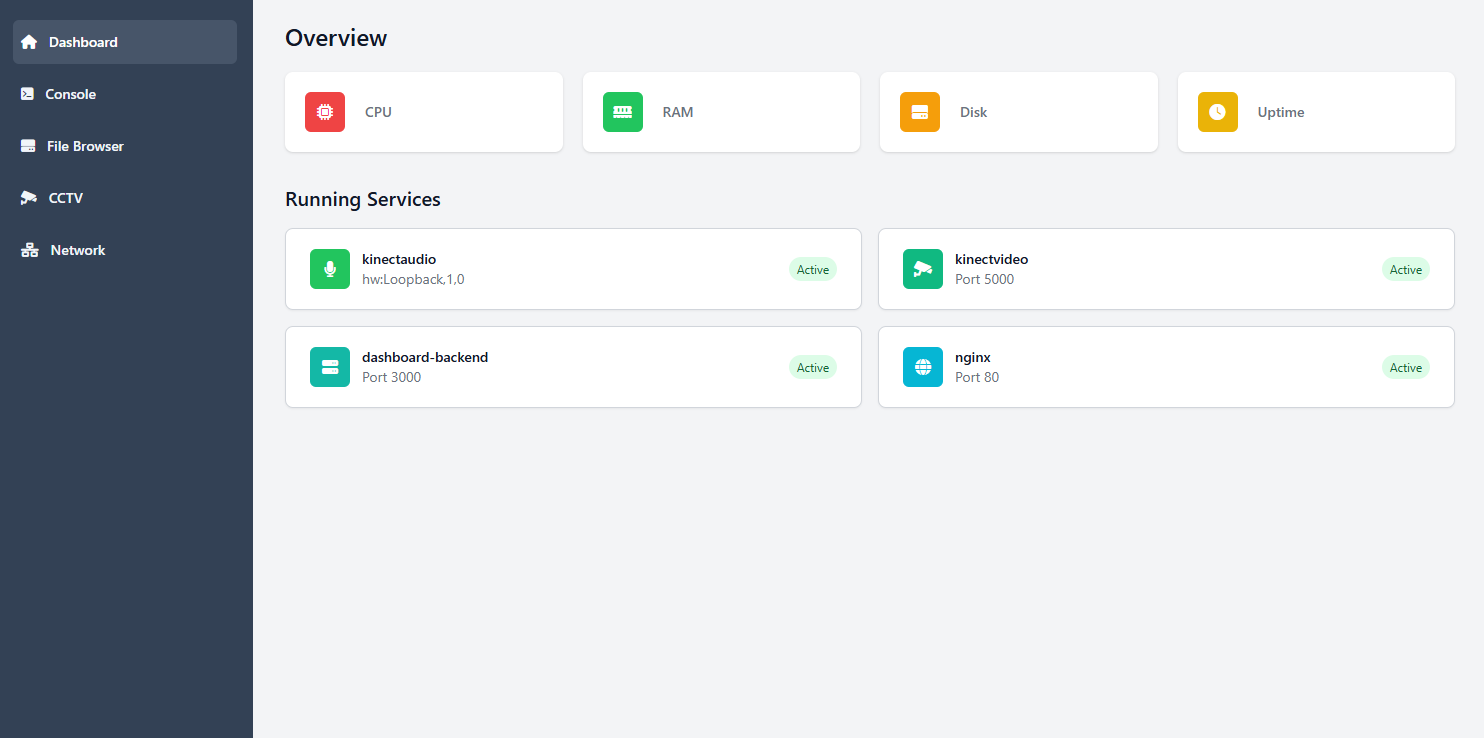 Dashboard
Console
File Browser
CCTV
Network
Overview
CPU
RAM
Disk
Uptime
Running Services
kinectaudio
hw:Loopback,1,0
Active
kinectvideo
Port 5000
Active
dashboard-backend
Port 3000
Active
nginx
Port 80
Active